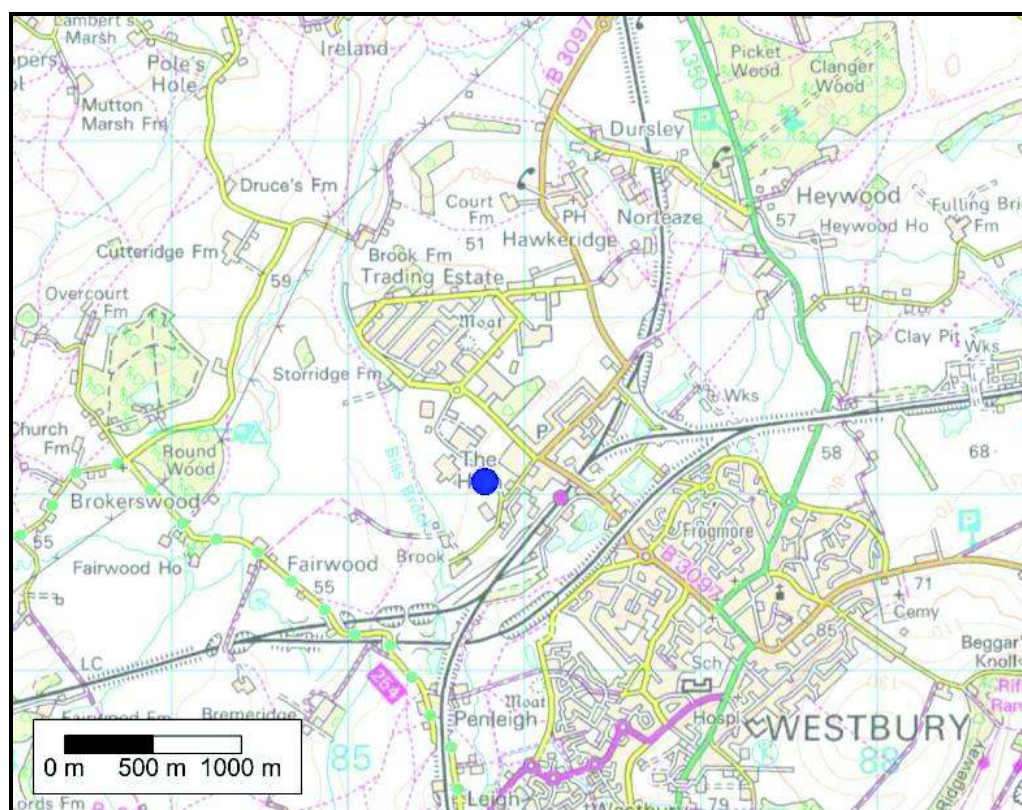 Lambert's
Marsh
Pole's
Hole
Ireland
B 3097
A 350
Picket
Wood
Clanger
Wood
Mutton
Marsh Fm
Dursley
Druce's Fm
Court
Fm
PH
Norleaze
Heywood
57
Heywood Ho
Fm
51
Hawkeridge
Cutteridge Fm
Brook Fm
Trading Estate
59
Overcourt
Fm
Moat
Clay Pit
Wks
Storridge Fm
Wks
Church
Fm
P
The
Round
Wood
58
68
Brokerswood
Bliss Brook
Frogmore
P
55
Fairwood Ho
Fairwood
55
Brook
B 3097
71
Cemy
85
Beggar's
Knoll
LC
Sch
254
Moat
Fairwood Fm
Bremeridge
Penleigh
Hospl
WESTBURY
0 m 500 m 1000 m
85
88
Leigh
79